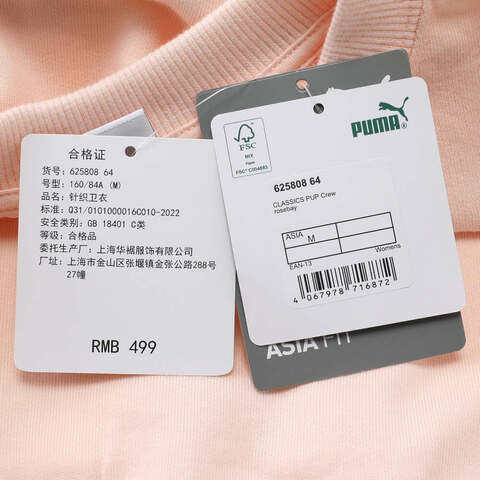 合格证
货号: 625808 64
号型: 160/84A (M)
品名: 针织卫衣
标准: Q31/0101000016C010-2022
安全类别: GB 18401 C类
等级: 合格品
委托生产厂: 上海华裾服饰有限公司
厂址: 上海市金山区张堰镇金张公路288号
27幢
RMB 499
PUMA®
FSC
MIX
Paper
FSC® C004683
625808 64
CLASSICS PUP Crew
rosebay
ASIA
M
EAN-13
Womens
4 067978 716872
ASIA FIT